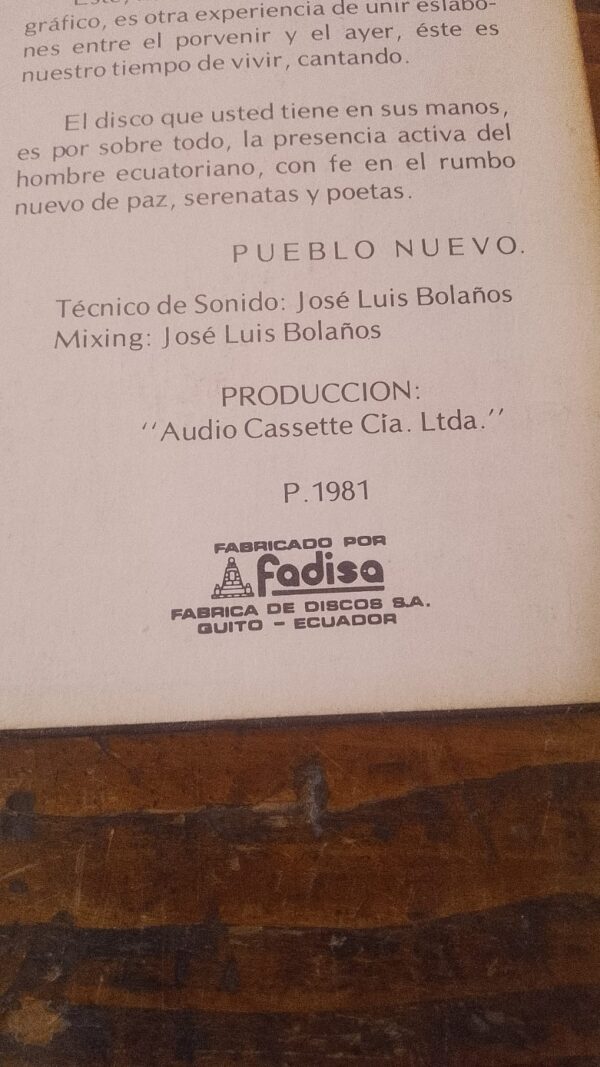 Este,
gráfico, es otra experiencia de unir eslabo-
nes entre el porvenir y el ayer, éste es
nuestro tiempo de vivir, cantando.
El disco que usted tiene en sus manos,
es por sobre todo, la presencia activa del
hombre ecuatoriano, con fe en el rumbo
nuevo de paz, serenatas y poetas.
PUEBLO NUEVO.
Técnico de Sonido: José Luis Bolaños
Mixing: José Luis Bolaños
PRODUCCION:
''Audio Cassette Cía. Ltda.''
P.1981
FABRICADO POR
fadisa
FABRICA DE DISCOS S.A.
QUITO - ECUADOR